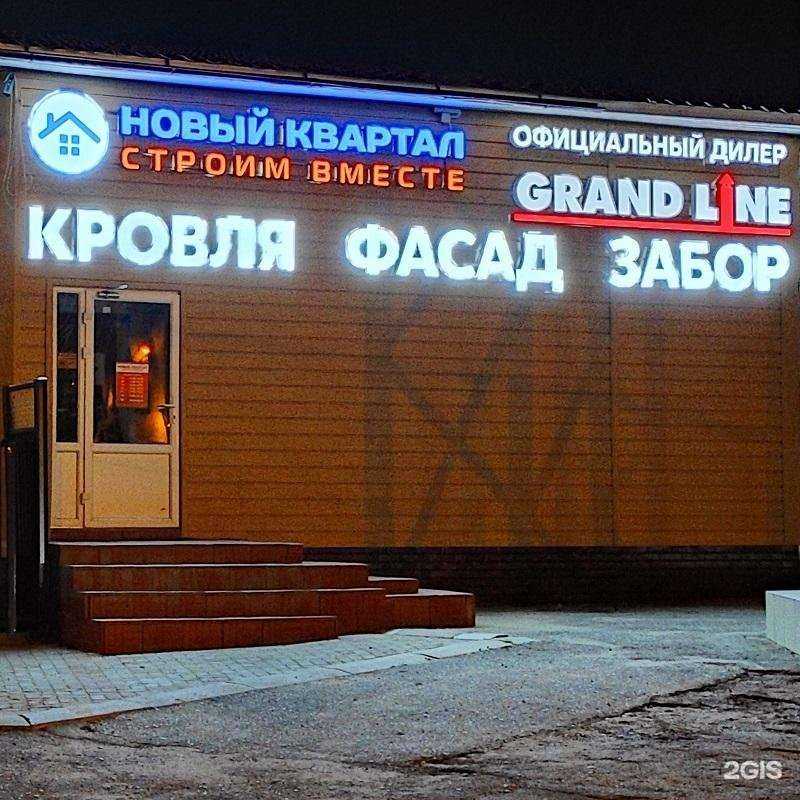 НОВЫЙ КВАРТАЛ
СТРОИМ ВМЕСТЕ
ОФИЦИАЛЬНЫЙ ДИЛЕР
GRAND LINE
КРОВЛЯ ФАСАД ЗАБОР
2GIS